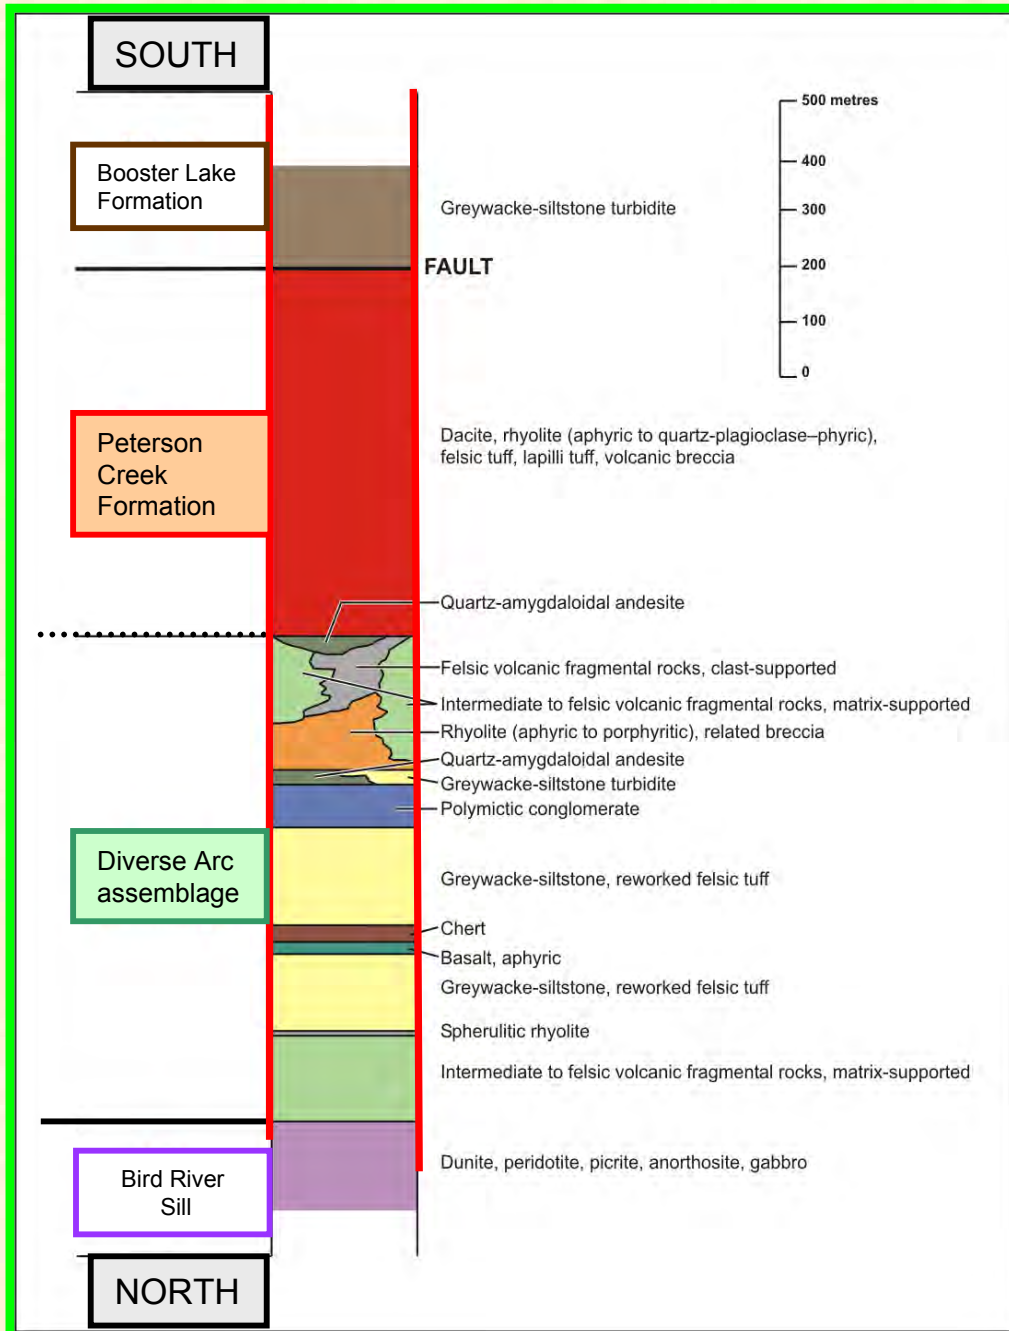 SOUTH
500 metres
Booster Lake
Formation
400
Greywacke-siltstone turbidite
300
FAULT
200
100
0
Peterson
Creek
Formation
Dacite, rhyolite (aphyric to quartz-plagioclase–phyric),
felsic tuff, lapilli tuff, volcanic breccia
Quartz-amygdaloidal andesite
Felsic volcanic fragmental rocks, clast-supported
Intermediate to felsic volcanic fragmental rocks, matrix-supported
Rhyolite (aphyric to porphyritic), related breccia
Quartz-amygdaloidal andesite
Greywacke-siltstone turbidite
Polymictic conglomerate
Diverse Arc
assemblage
Greywacke-siltstone, reworked felsic tuff
Chert
Basalt, aphyric
Greywacke-siltstone, reworked felsic tuff
Spherulitic rhyolite
Intermediate to felsic volcanic fragmental rocks, matrix-supported
Bird River
Sill
Dunite, peridotite, picrite, anorthosite, gabbro
NORTH